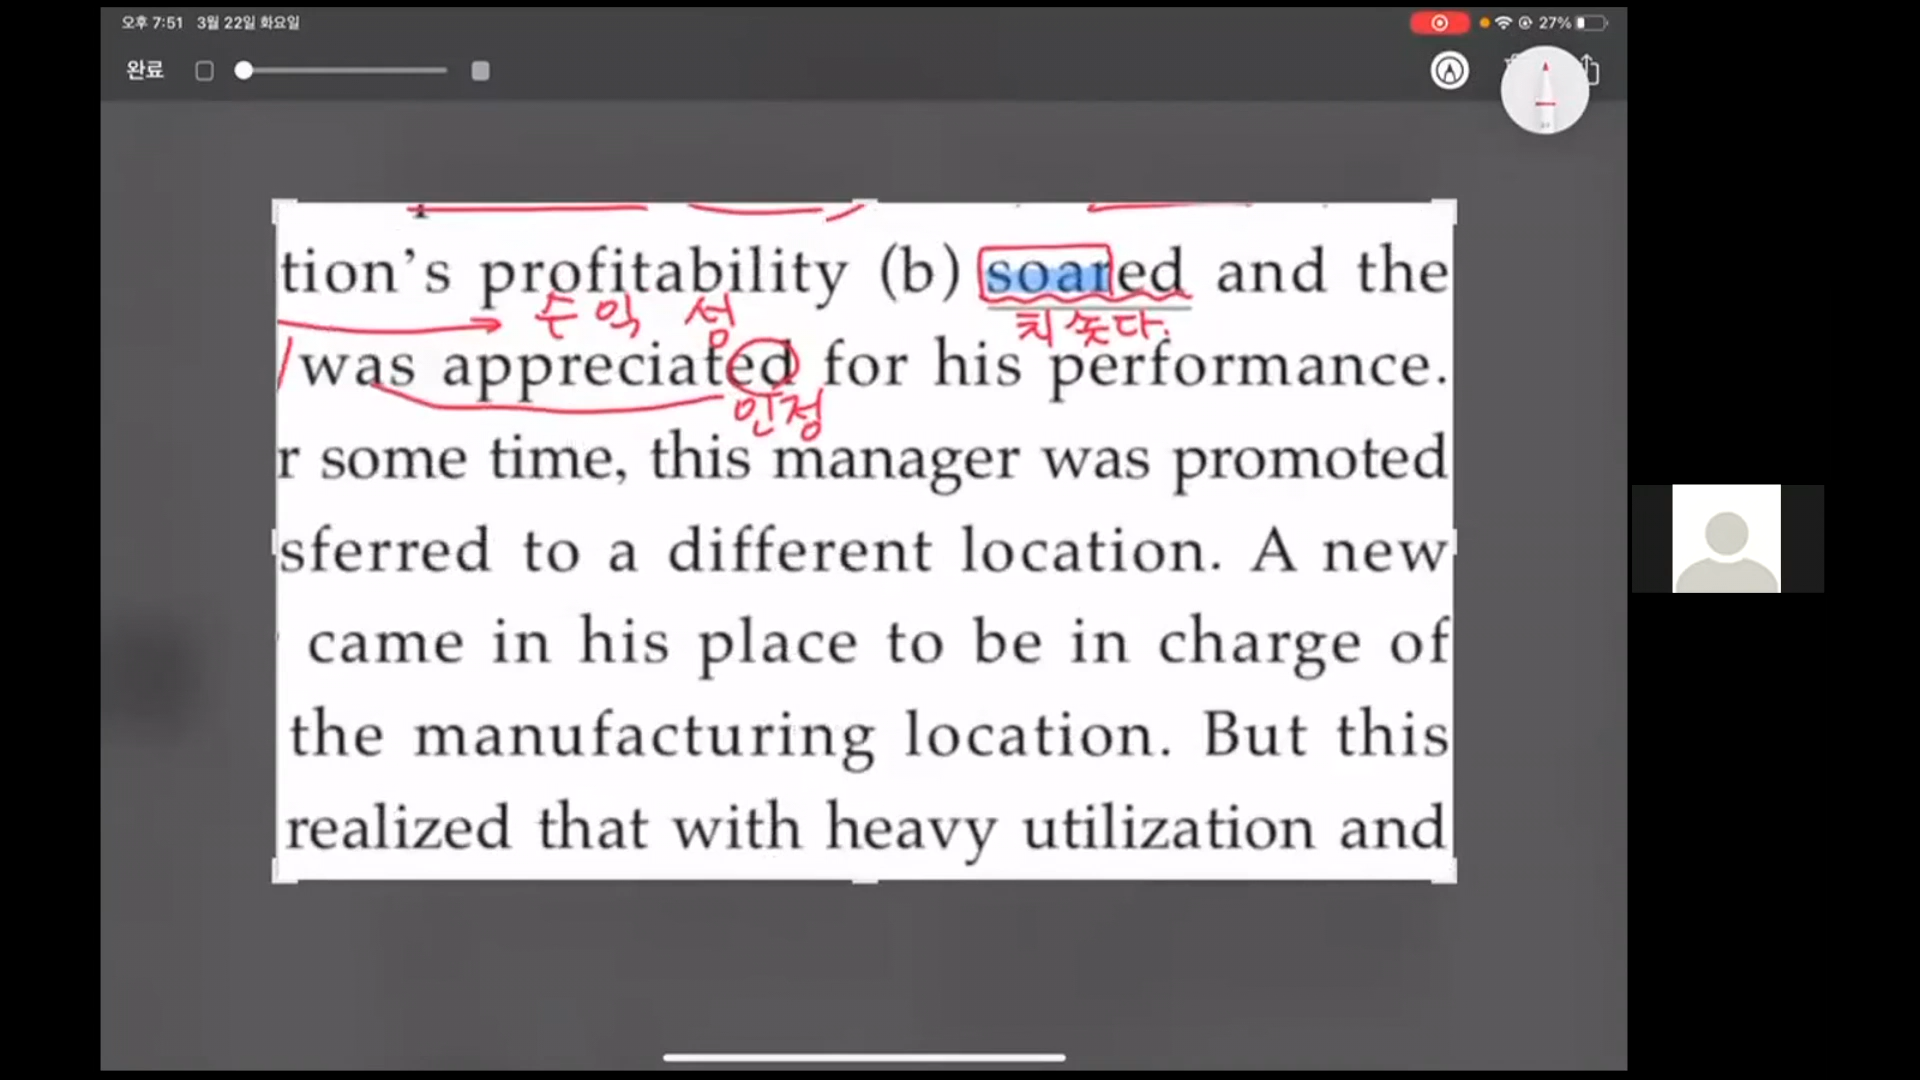 오후 7:51 3월 22일 화요일
27%
완료
tion’s profitability (b) soared and the
수익성
치솟다.
was appreciated for his performance.
인정
r some time, this manager was promoted
sferred to a different location. A new
came in his place to be in charge of
the manufacturing location. But this
realized that with heavy utilization and